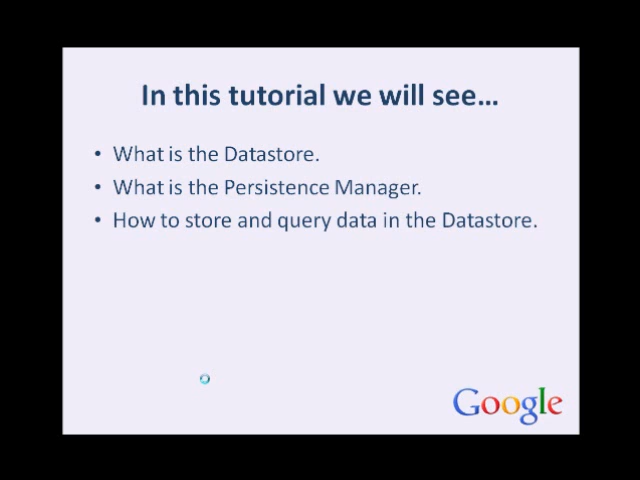 In this tutorial we will see...
• What is the Datastore.
• What is the Persistence Manager.
• How to store and query data in the Datastore.
Google